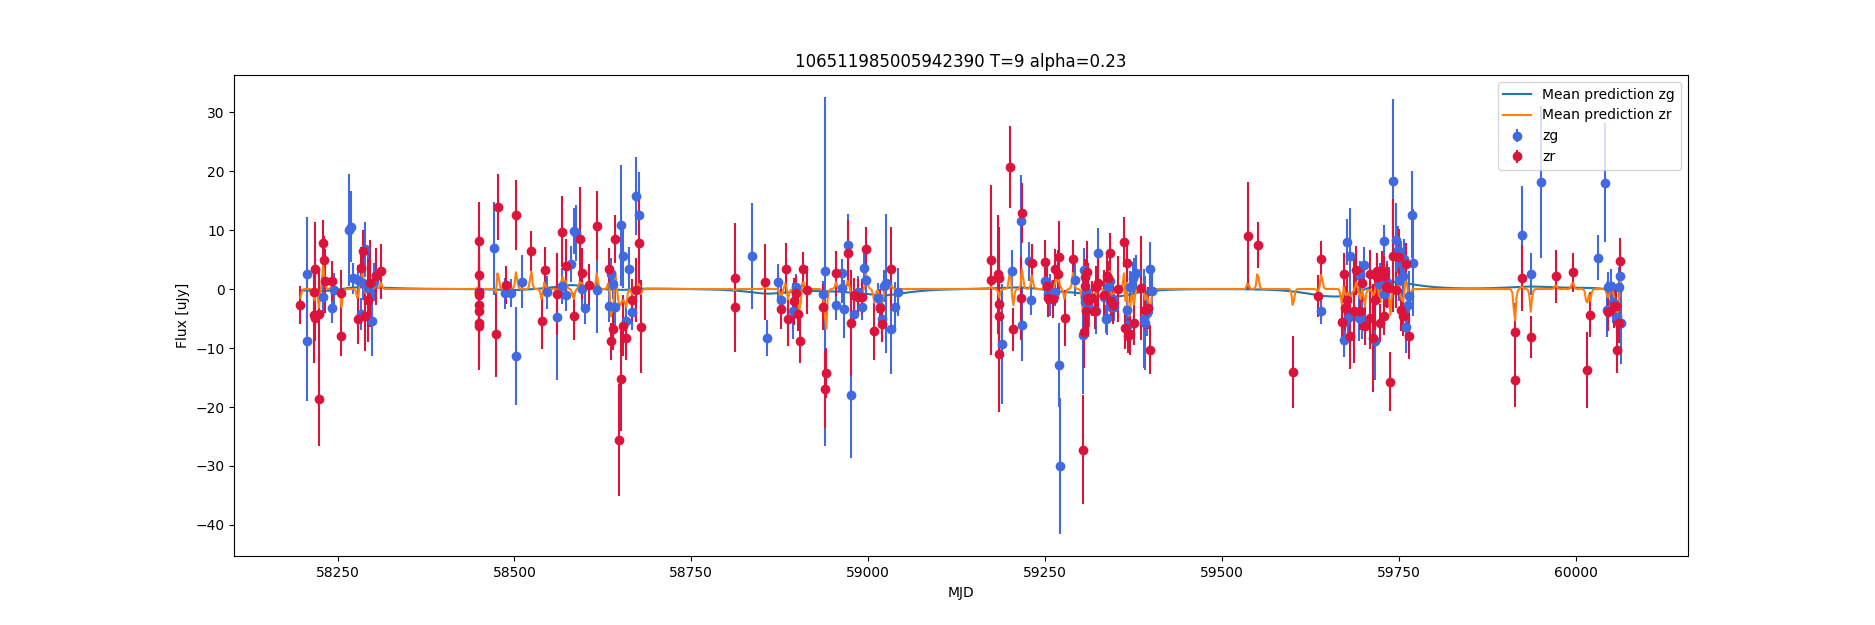 106511985005942390 T=9 alpha=0.23
Mean prediction zg
Mean prediction zr
zg
zr
Flux [uJy]
30
20
10
0
−10
−20
−30
−40
58250 58500 58750 59000 59250 59500 59750 60000
MJD